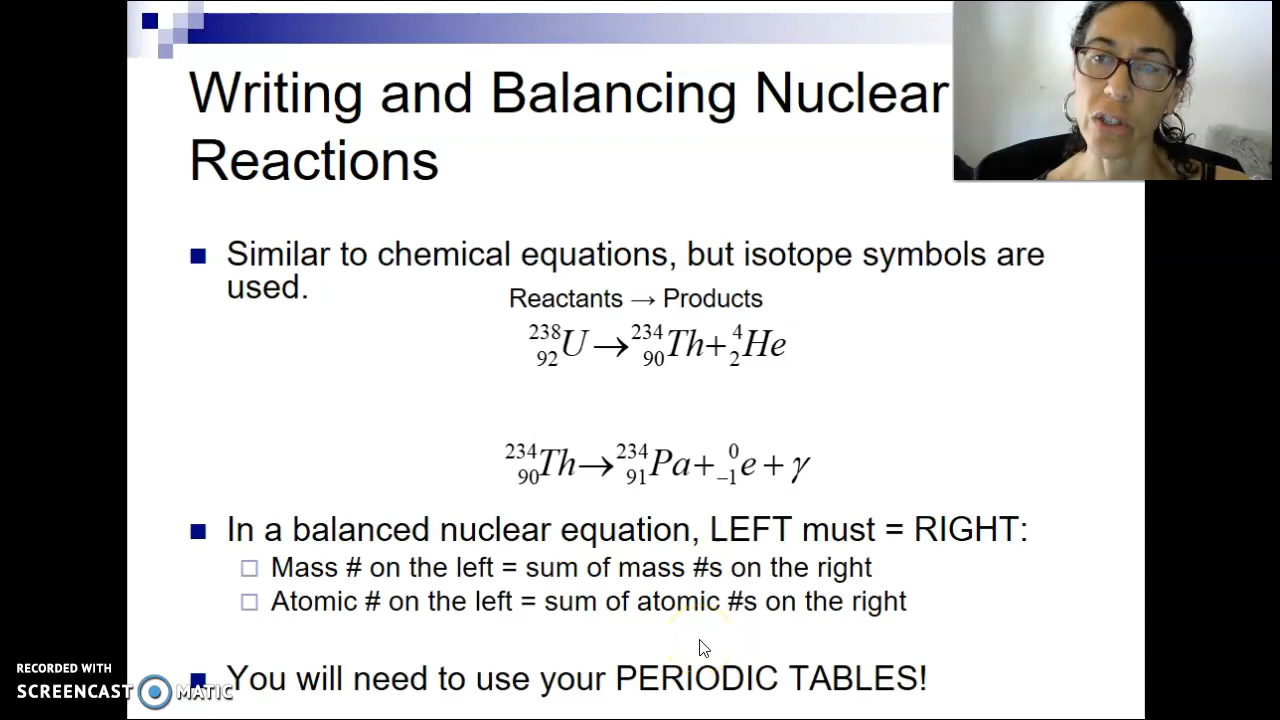 Writing and Balancing Nuclear
Reactions
Similar to chemical equations, but isotope symbols are
used.
Reactants → Products
²³⁸₉₂U → ²³⁴₉₀Th + ⁴₂He
²³⁴₉₀Th → ²³⁴₉₁Pa + ⁰₋₁e + γ
In a balanced nuclear equation, LEFT must = RIGHT:
Mass # on the left = sum of mass #s on the right
Atomic # on the left = sum of atomic #s on the right
You will need to use your PERIODIC TABLES!
RECORDED WITH
SCREENCAST MATIC